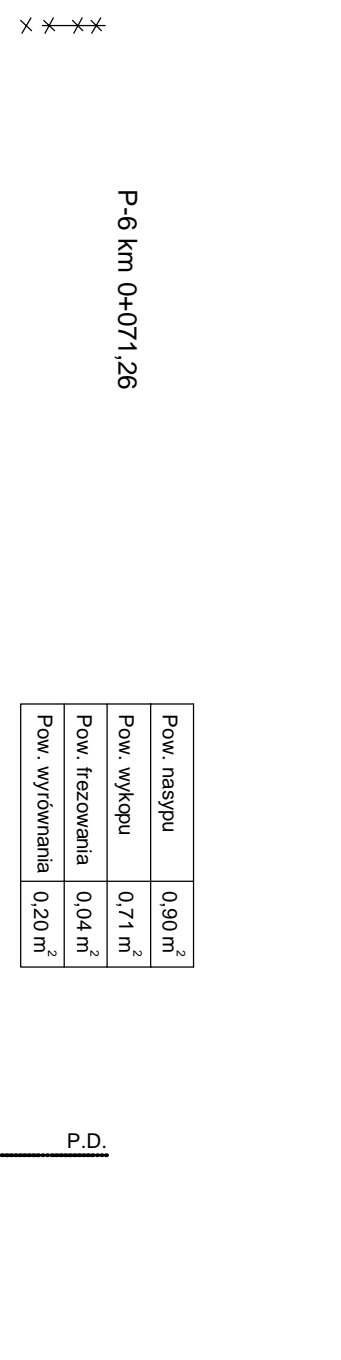 P-6 km 0+071,26
Pow. nasypu 0,90 m²
Pow. wykopu 0,71 m²
Pow. frezowania 0,04 m²
Pow. wyrównania 0,20 m²
P.D.